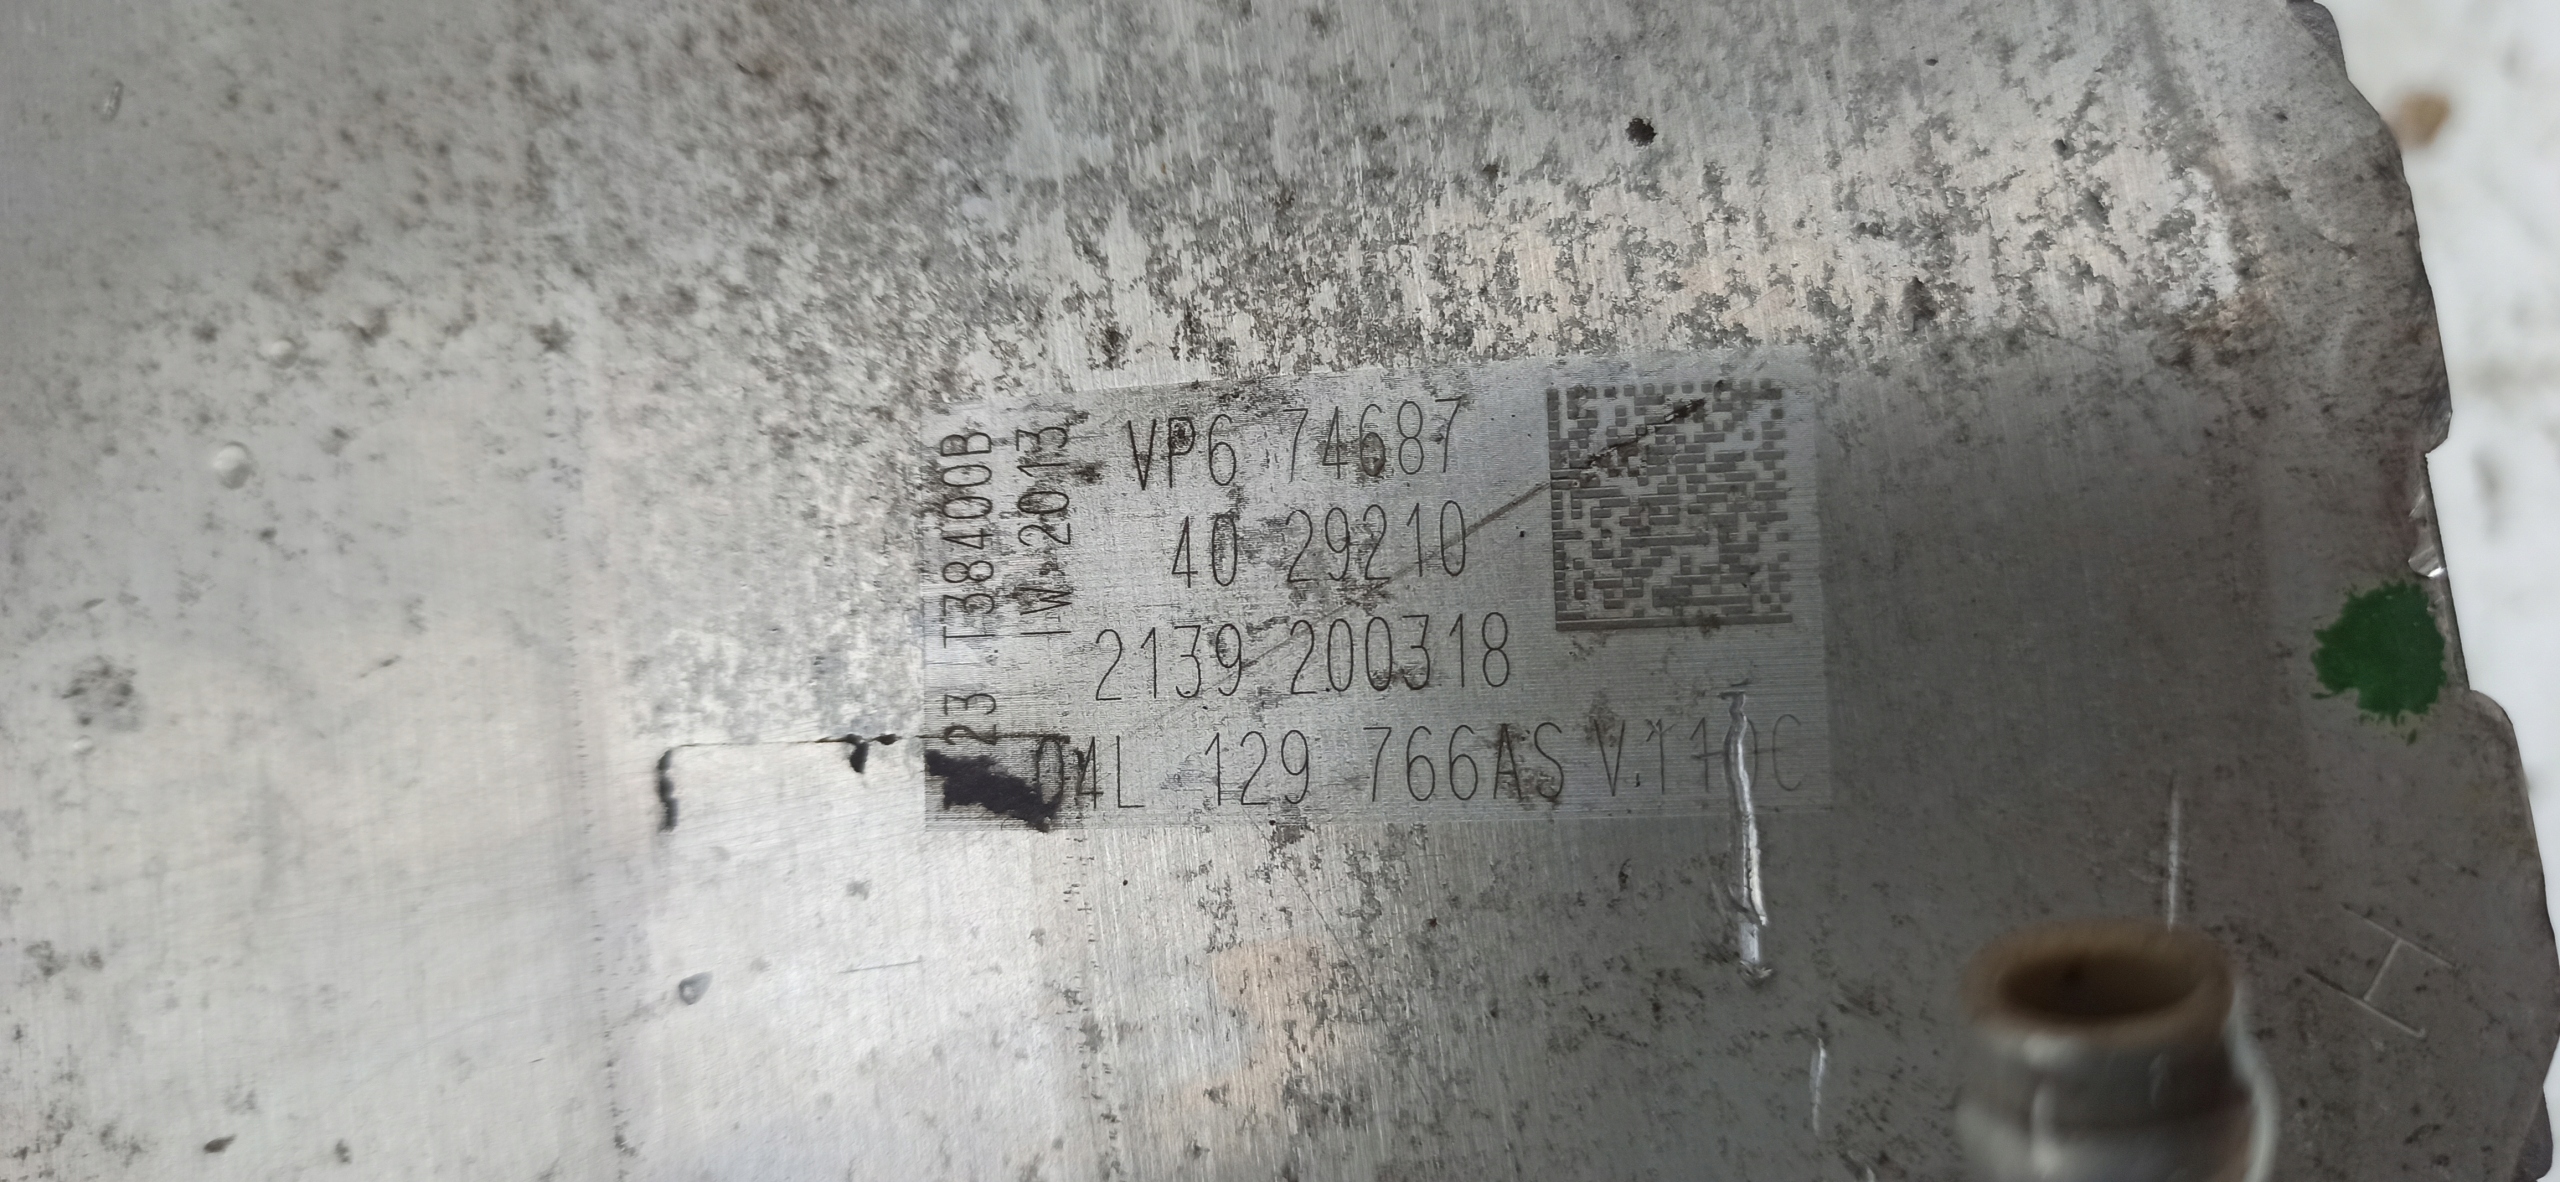 VP6 74687
40 29210
2139 200318
04L 129 766AS V.110C
23 T38400B
IW.2013